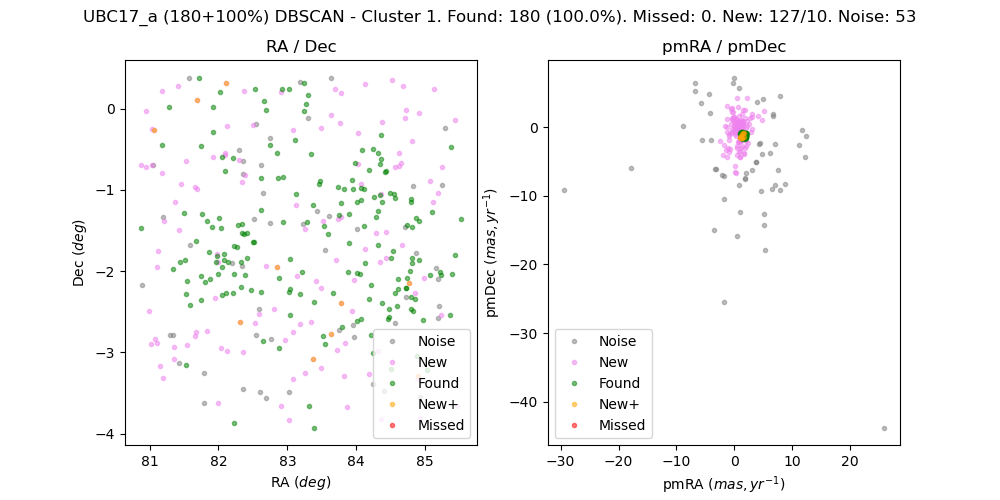 UBC17_a (180+100%) DBSCAN - Cluster 1. Found: 180 (100.0%). Missed: 0. New: 127/10. Noise: 53
RA / Dec
0
−1
−2
−3
−4
Dec (deg)
81 82 83 84 85
RA (deg)
Noise
New
Found
New+
Missed
pmRA / pmDec
0
−10
−20
−30
−40
pmDec (mas, yr⁻¹)
−30 −20 −10 0 10 20
pmRA (mas, yr⁻¹)
Noise
New
Found
New+
Missed